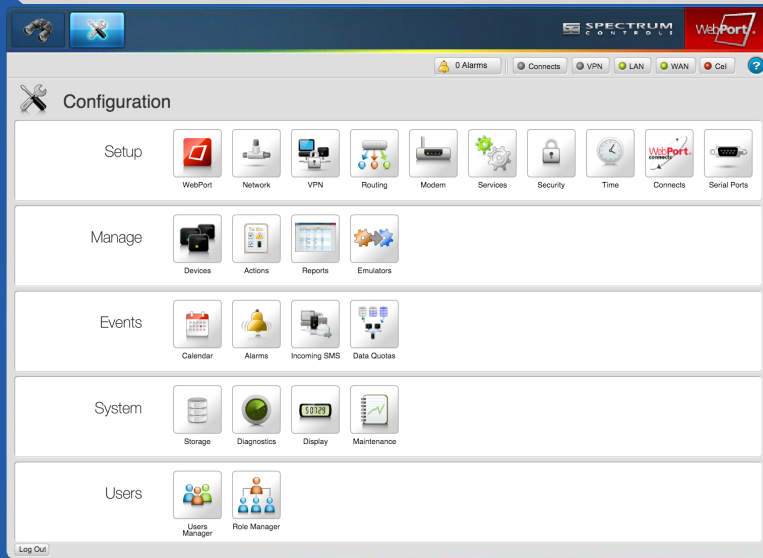 SPECTRUM
CONTROLS
WebPort.
0 Alarms
Connects
VPN
LAN
WAN
Cel
?
Configuration
Setup
WebPort
Network
VPN
Routing
Modem
Services
Security
Time
WebPort.
connects
Connects
Serial Ports
Manage
Devices
Actions
Reports
Emulators
Events
Calendar
Alarms
Incoming SMS
Data Quotas
System
50729
Storage
Diagnostics
Display
Maintenance
Users
Users
Manager
Role Manager
Log Out